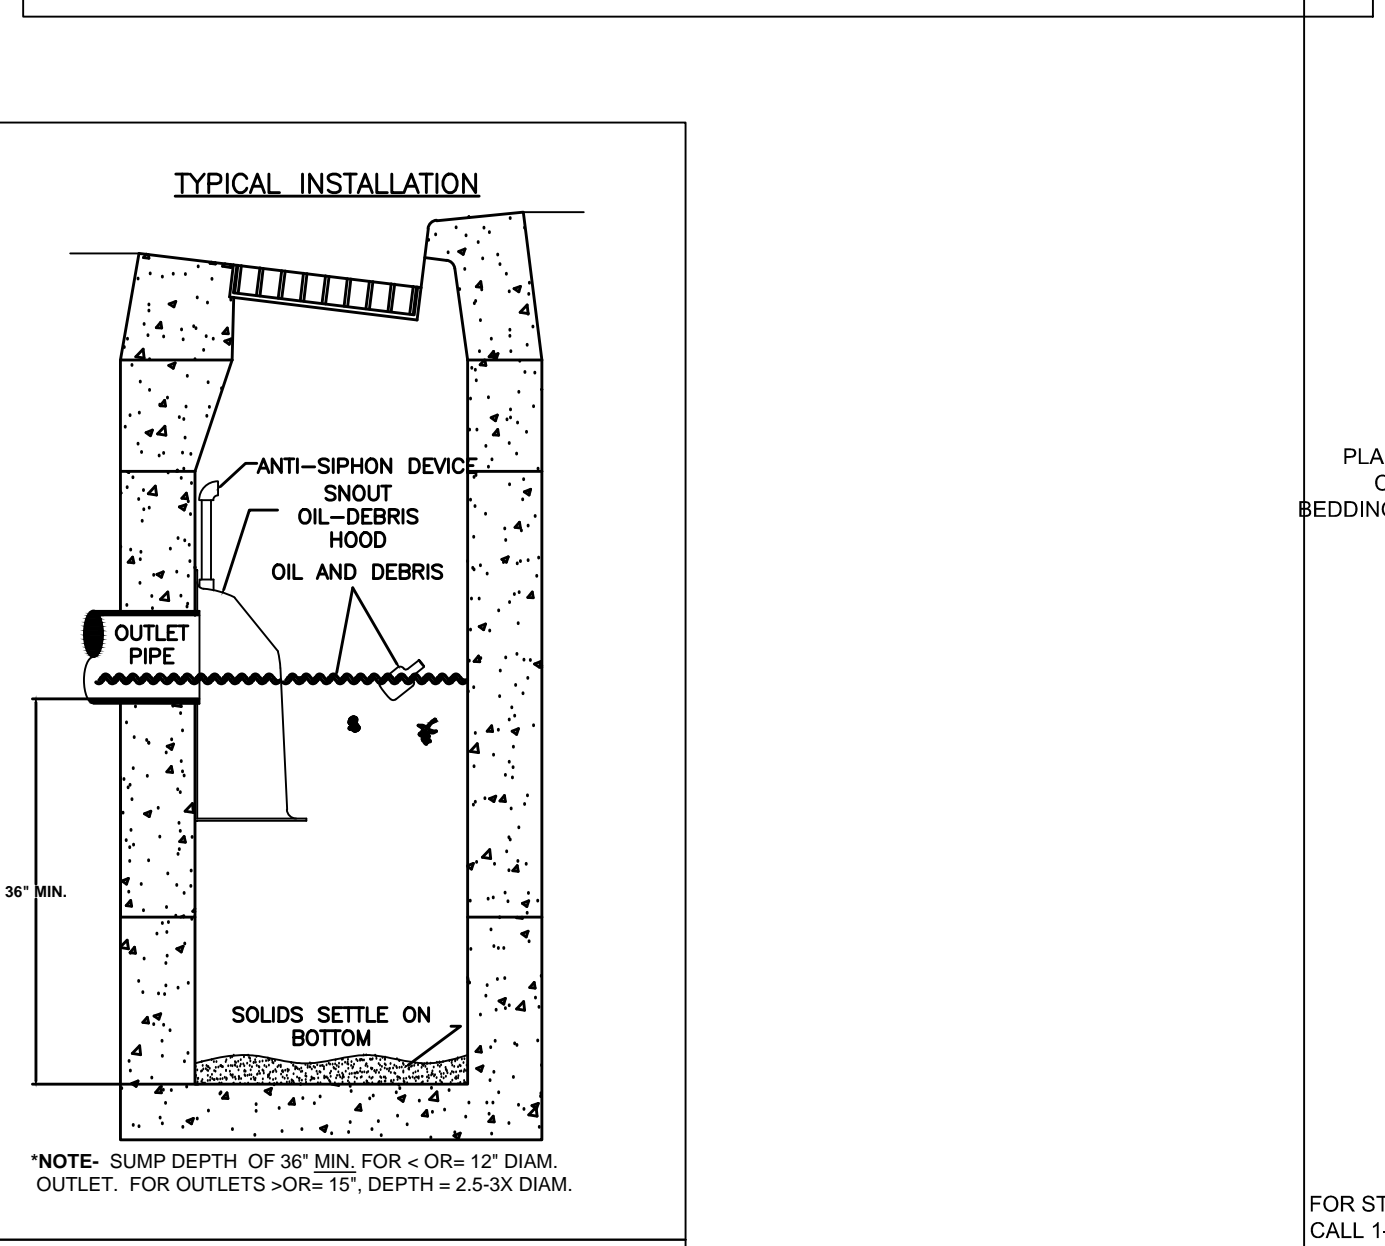 TYPICAL INSTALLATION
ANTI-SIPHON DEVICE
SNOUT
OIL-DEBRIS
HOOD
OIL AND DEBRIS
OUTLET
PIPE
36" MIN.
SOLIDS SETTLE ON
BOTTOM
*NOTE- SUMP DEPTH OF 36" MIN. FOR < OR= 12" DIAM.
OUTLET. FOR OUTLETS >OR= 15", DEPTH = 2.5-3X DIAM.
PLA
BEDDING
FOR ST
CALL 1-